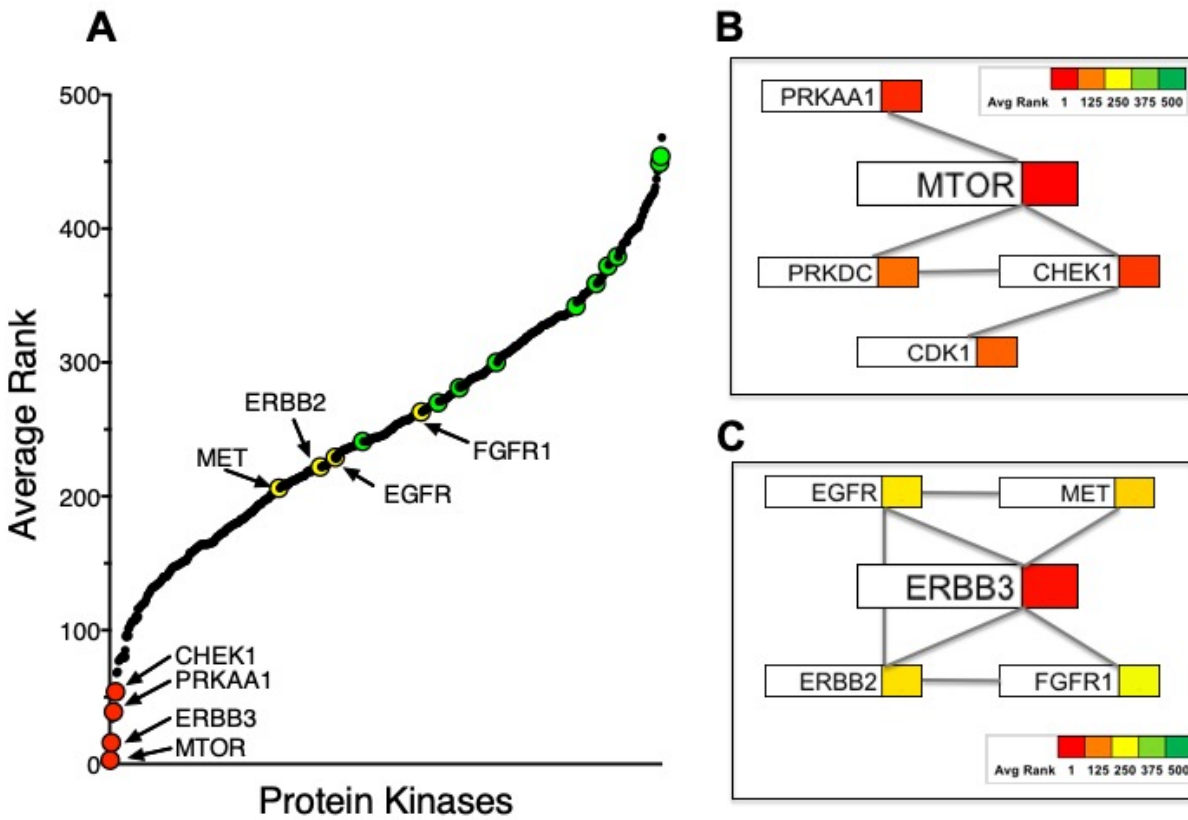 A
500
400
300
200
100
0
Average Rank
Protein Kinases
ERBB2
MET
EGFR
FGFR1
CHEK1
PRKAA1
ERBB3
MTOR
B
PRKAA1
Avg Rank 1 125 250 375 500
MTOR
PRKDC CHEK1
CDK1
C
EGFR MET
ERBB3
ERBB2 FGFR1
Avg Rank 1 125 250 375 500